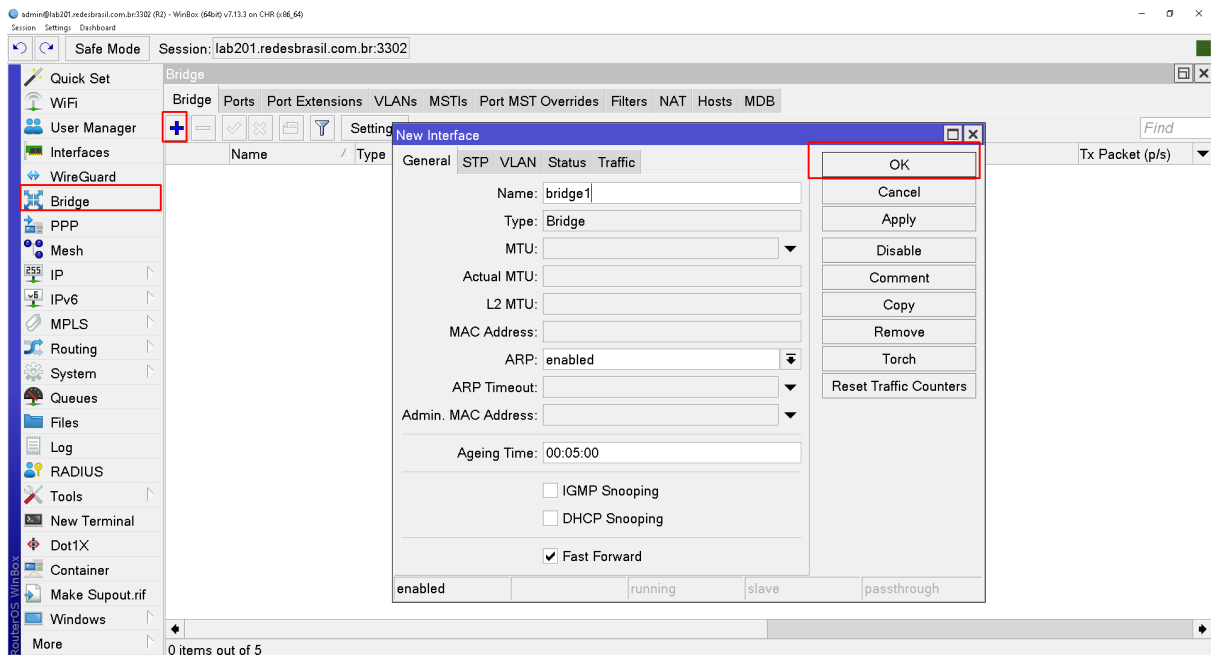 admin@lab201.redesbrasil.com.br:3302 (R2) - WinBox (64bit) v7.13.3 on CHR (x86_64)
Session Settings Dashboard
Safe Mode Session: lab201.redesbrasil.com.br:3302
Quick Set
WiFi
User Manager
Interfaces
WireGuard
Bridge
PPP
Mesh
255 IP
v6 IPv6
MPLS
Routing
System
Queues
Files
Log
RADIUS
Tools
New Terminal
Dot1X
Container
Make Supout.rif
Windows
More
RouterOS WinBox
Bridge
Bridge Ports Port Extensions VLANs MSTIs Port MST Overrides Filters NAT Hosts MDB
Setting
Find
Name Type Tx Packet (p/s)
New Interface
General STP VLAN Status Traffic
Name: bridge1
Type: Bridge
MTU:
Actual MTU:
L2 MTU:
MAC Address:
ARP: enabled
ARP Timeout:
Admin. MAC Address:
Ageing Time: 00:05:00
IGMP Snooping
DHCP Snooping
Fast Forward
OK
Cancel
Apply
Disable
Comment
Copy
Remove
Torch
Reset Traffic Counters
enabled running slave passthrough
0 items out of 5